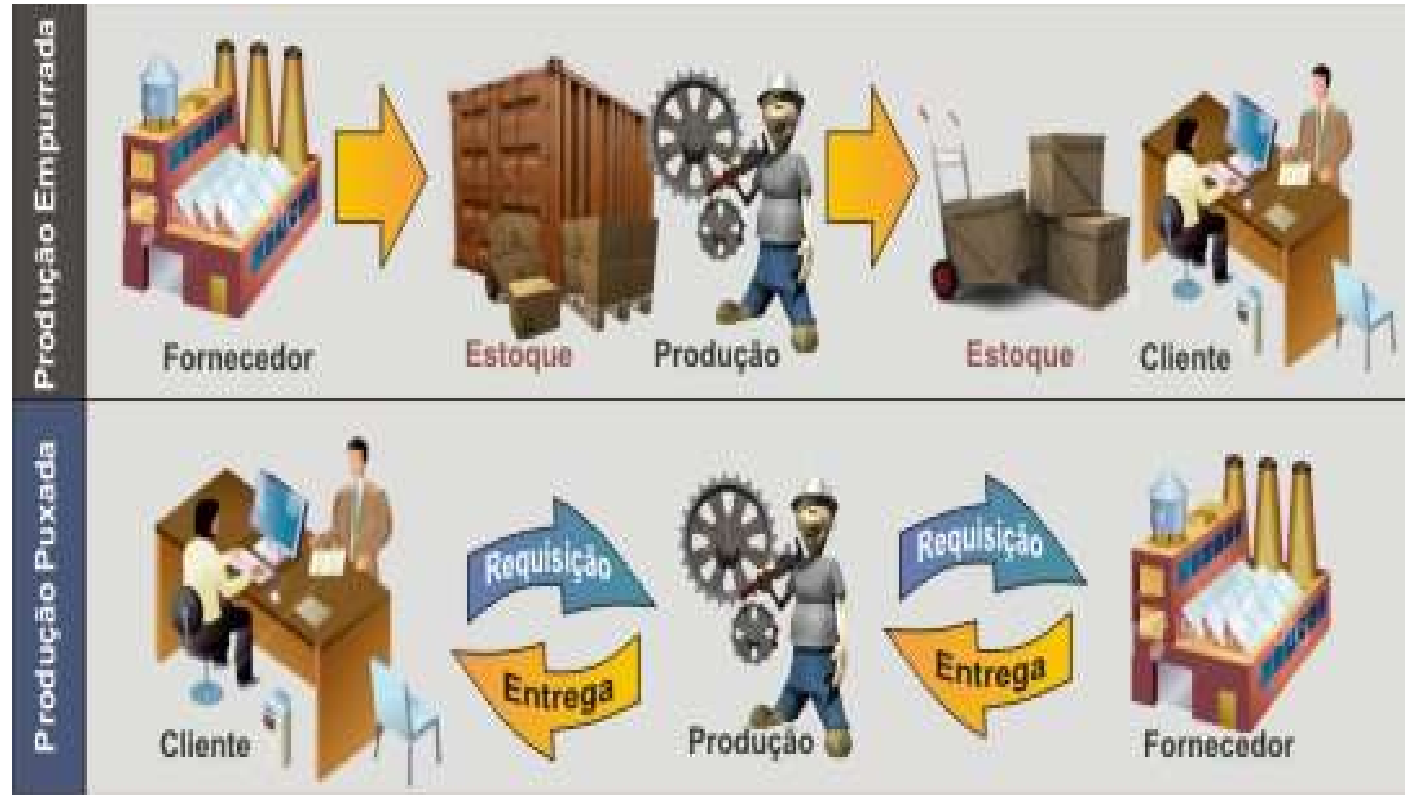 Produção Empurrada
Fornecedor
Estoque
Produção
Estoque
Cliente
Produção Puxada
Requisição
Requisição
Entrega
Entrega
Cliente
Produção
Fornecedor